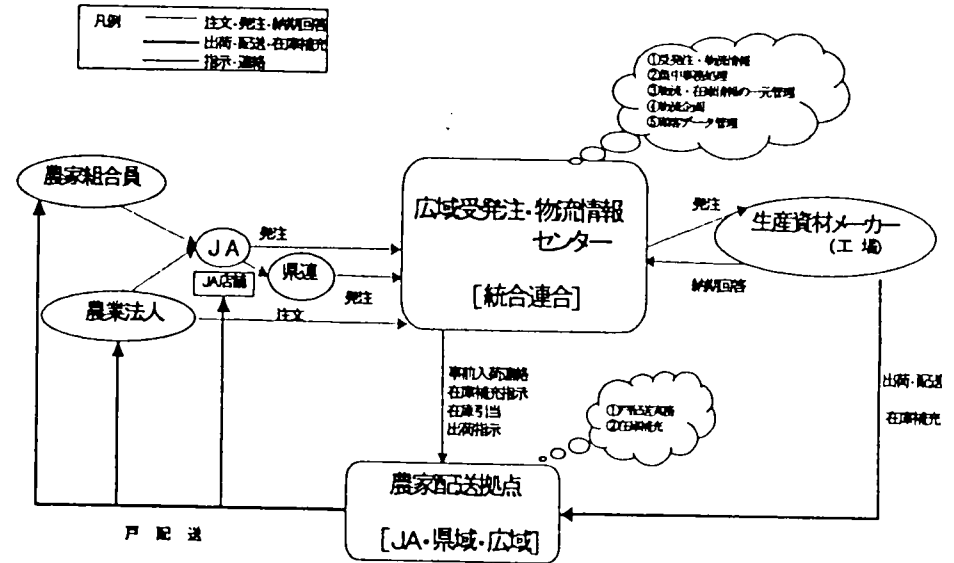 凡例
注文・発注・納期回答
出荷・配送・在庫補充
指示・連絡
①受発注・物流情報
②集中事務処理
③物流・在庫情報の一元管理
④物流企画
⑤顧客データ管理
農家組合員
JA
JA店舗
県連
農業法人
発注
発注
注文
広域受発注・物流情報
センター
[統合連合]
発注
納期回答
生産資材メーカー
(工場)
事前入荷連絡
在庫補充指示
在庫引当
出荷指示
①戸配送実務
②在庫補充
出荷・配送
在庫補充
農家配送拠点
[JA・県域・広域]
戸 配 送